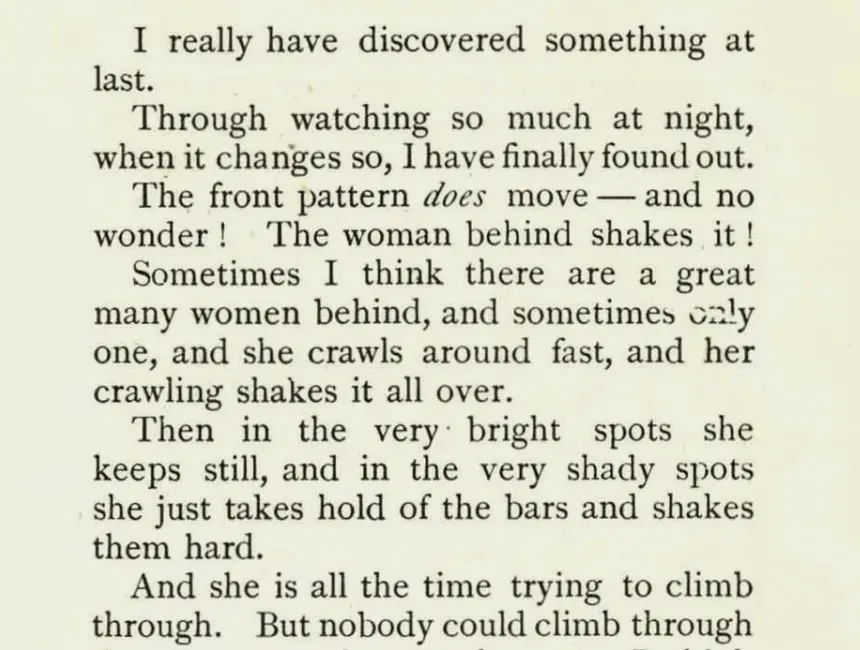 I really have discovered something at
last.
Through watching so much at night,
when it changes so, I have finally found out.
The front pattern does move — and no
wonder! The woman behind shakes it!
Sometimes I think there are a great
many women behind, and sometimes only
one, and she crawls around fast, and her
crawling shakes it all over.
Then in the very bright spots she
keeps still, and in the very shady spots
she just takes hold of the bars and shakes
them hard.
And she is all the time trying to climb
through. But nobody could climb through